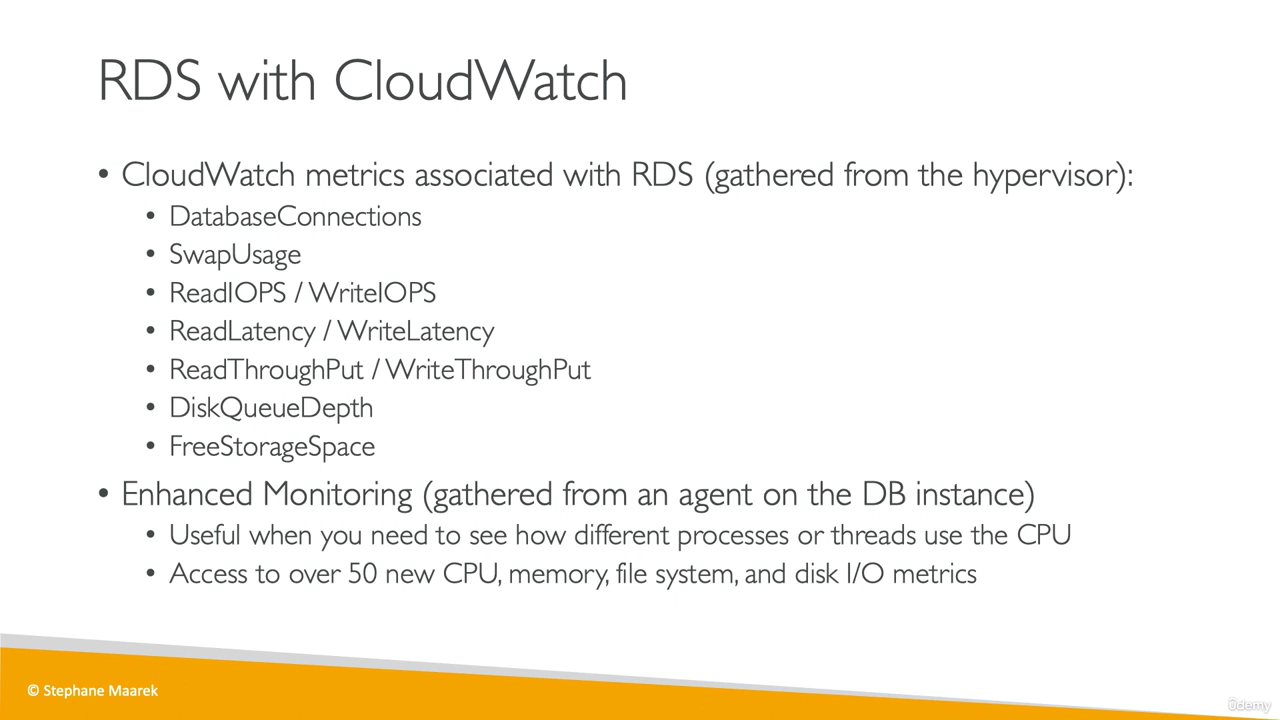 RDS with CloudWatch
• CloudWatch metrics associated with RDS (gathered from the hypervisor):
• DatabaseConnections
• SwapUsage
• ReadIOPS / WriteIOPS
• ReadLatency / WriteLatency
• ReadThroughPut / WriteThroughPut
• DiskQueueDepth
• FreeStorageSpace
• Enhanced Monitoring (gathered from an agent on the DB instance)
• Useful when you need to see how different processes or threads use the CPU
• Access to over 50 new CPU, memory, file system, and disk I/O metrics
© Stephane Maarek
ûdemy